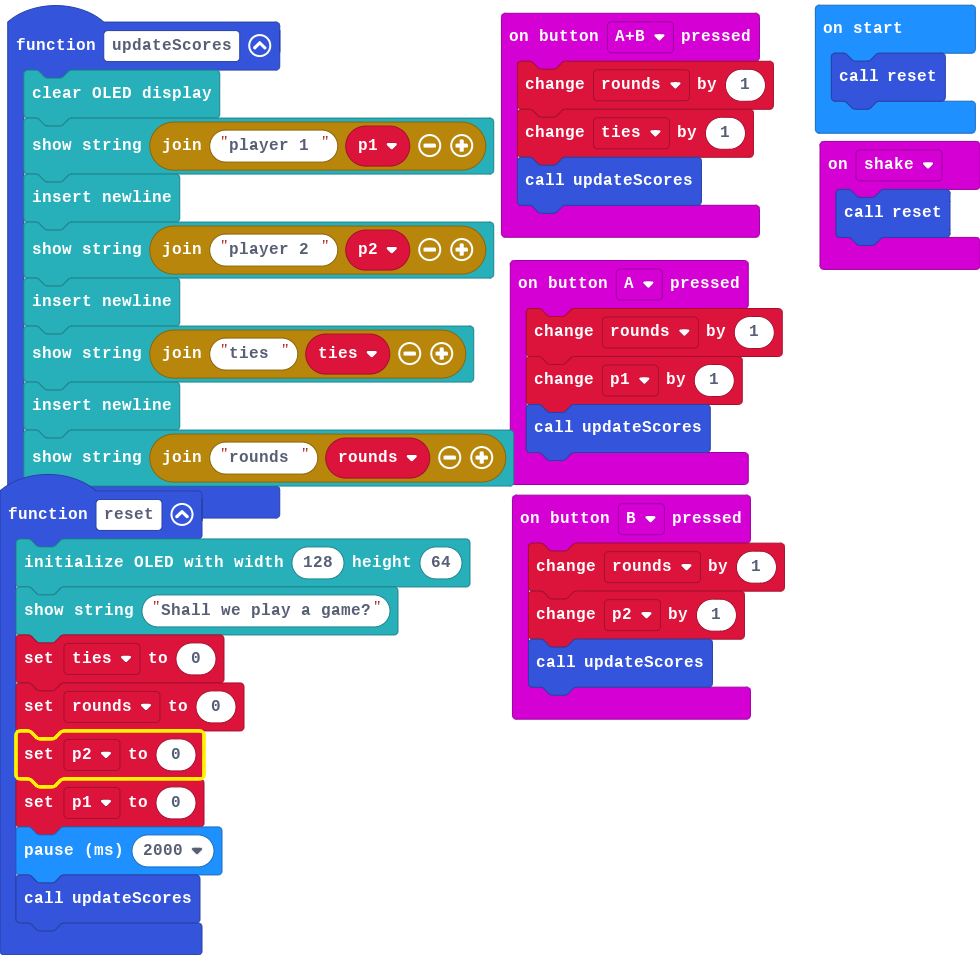 function updateScores
clear OLED display
show string join "player 1 " p1
insert newline
show string join "player 2 " p2
insert newline
show string join "ties " ties
insert newline
show string join "rounds " rounds
function reset
initialize OLED with width 128 height 64
show string "Shall we play a game?"
set ties to 0
set rounds to 0
set p2 to 0
set p1 to 0
pause (ms) 2000
call updateScores
on button A+B pressed
change rounds by 1
change ties by 1
call updateScores
on button A pressed
change rounds by 1
change p1 by 1
call updateScores
on button B pressed
change rounds by 1
change p2 by 1
call updateScores
on start
call reset
on shake
call reset